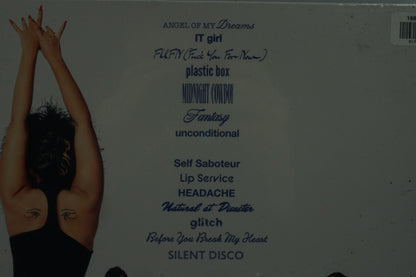 ANGEL OF MY Dreams
IT girl
FUFN (Fuck You For Now)
plastic box
MIDNIGHT COWBOY
Fantasy
unconditional
Self Saboteur
Lip Service
HEADACHE
Natural at Disaster
glitch
Before You Break My Heart
SILENT DISCO